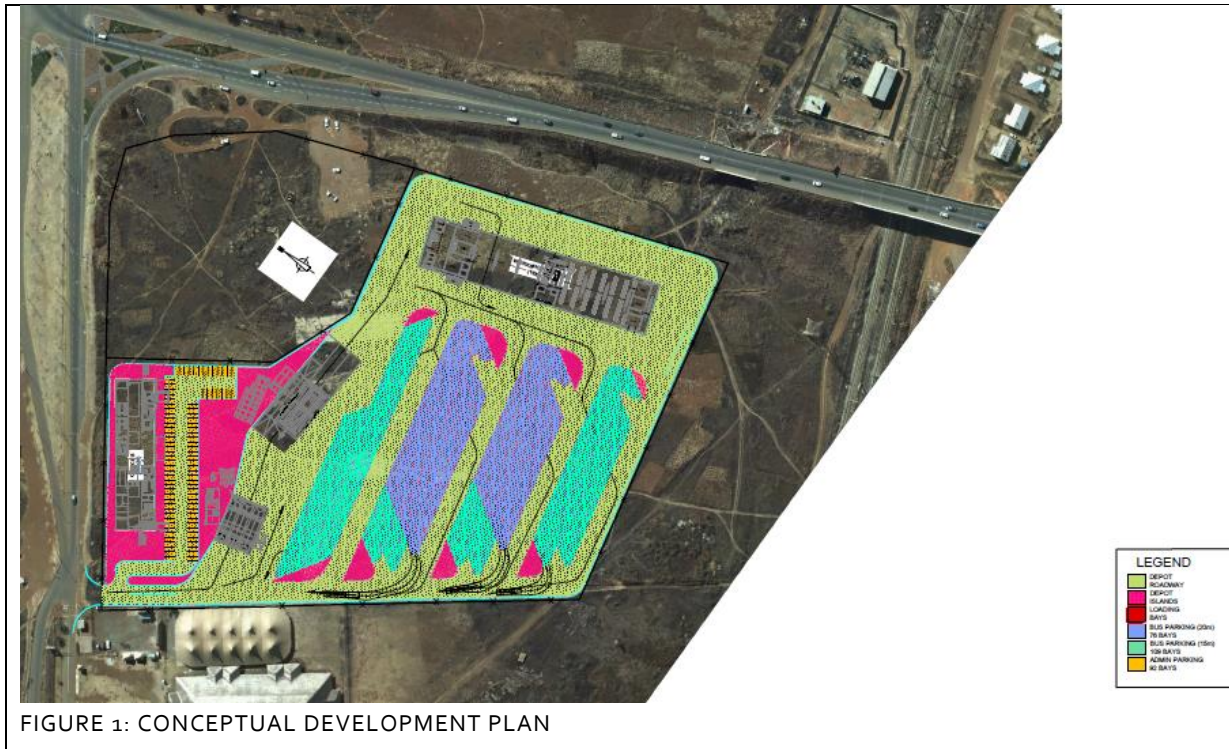 LEGEND
DEPOT
ROADWAY
DEPOT
ISLANDS
LOADING
BAYS
BUS PARKING (20m)
76 BAYS
BUS PARKING (15m)
109 BAYS
ADMIN PARKING
90 BAYS
FIGURE 1: CONCEPTUAL DEVELOPMENT PLAN